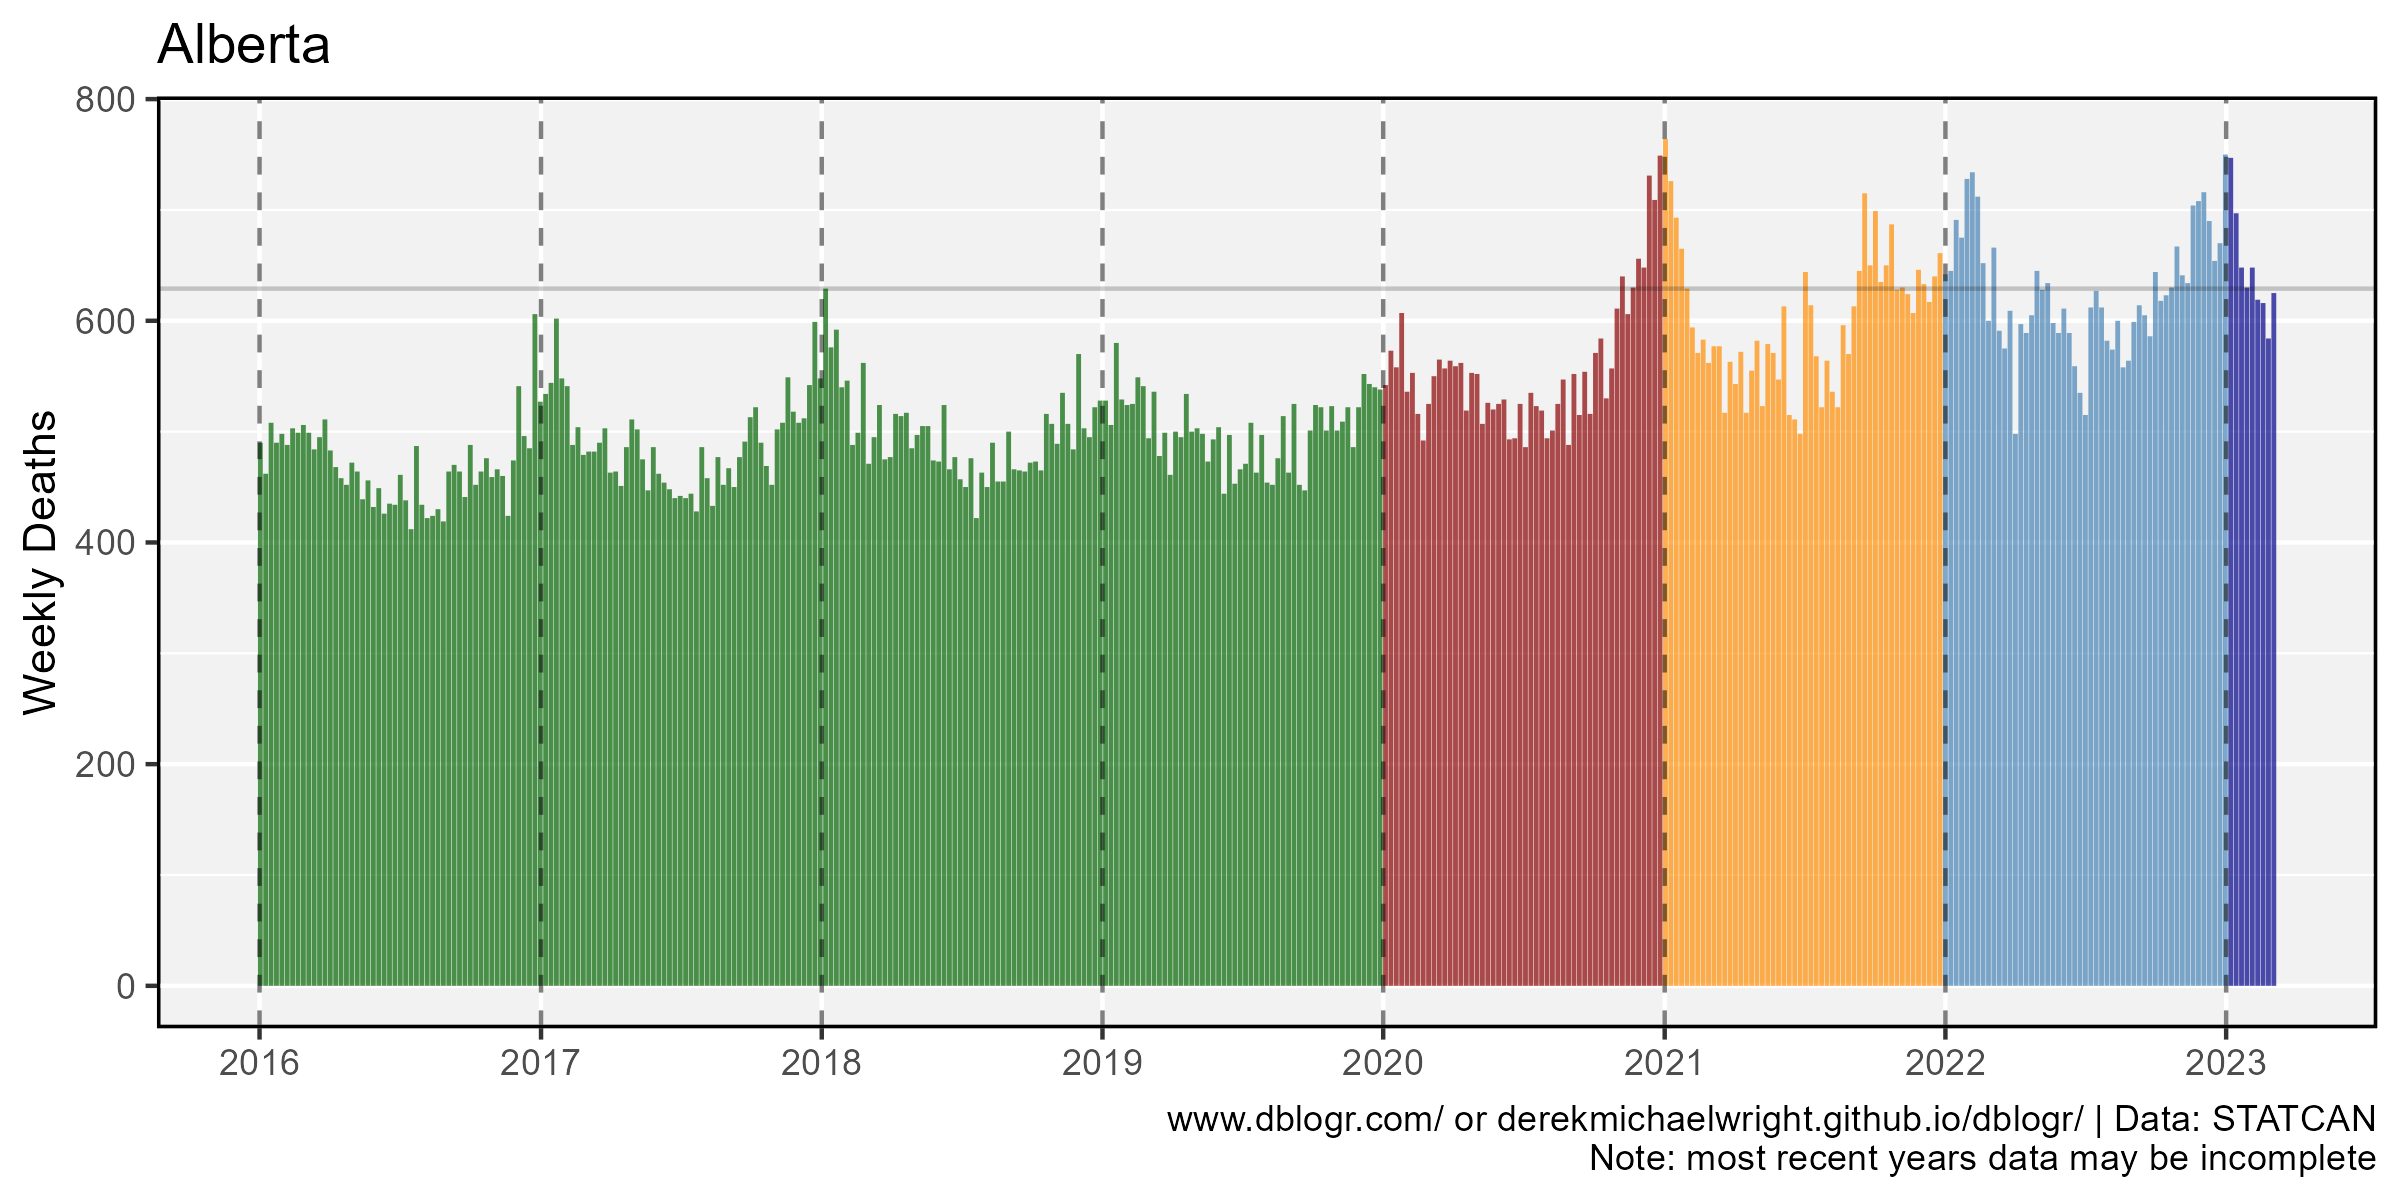 Alberta
Weekly Deaths
800
600
400
200
0
2016 2017 2018 2019 2020 2021 2022 2023
www.dblogr.com/ or derekmichaelwright.github.io/dblogr/ | Data: STATCAN
Note: most recent years data may be incomplete